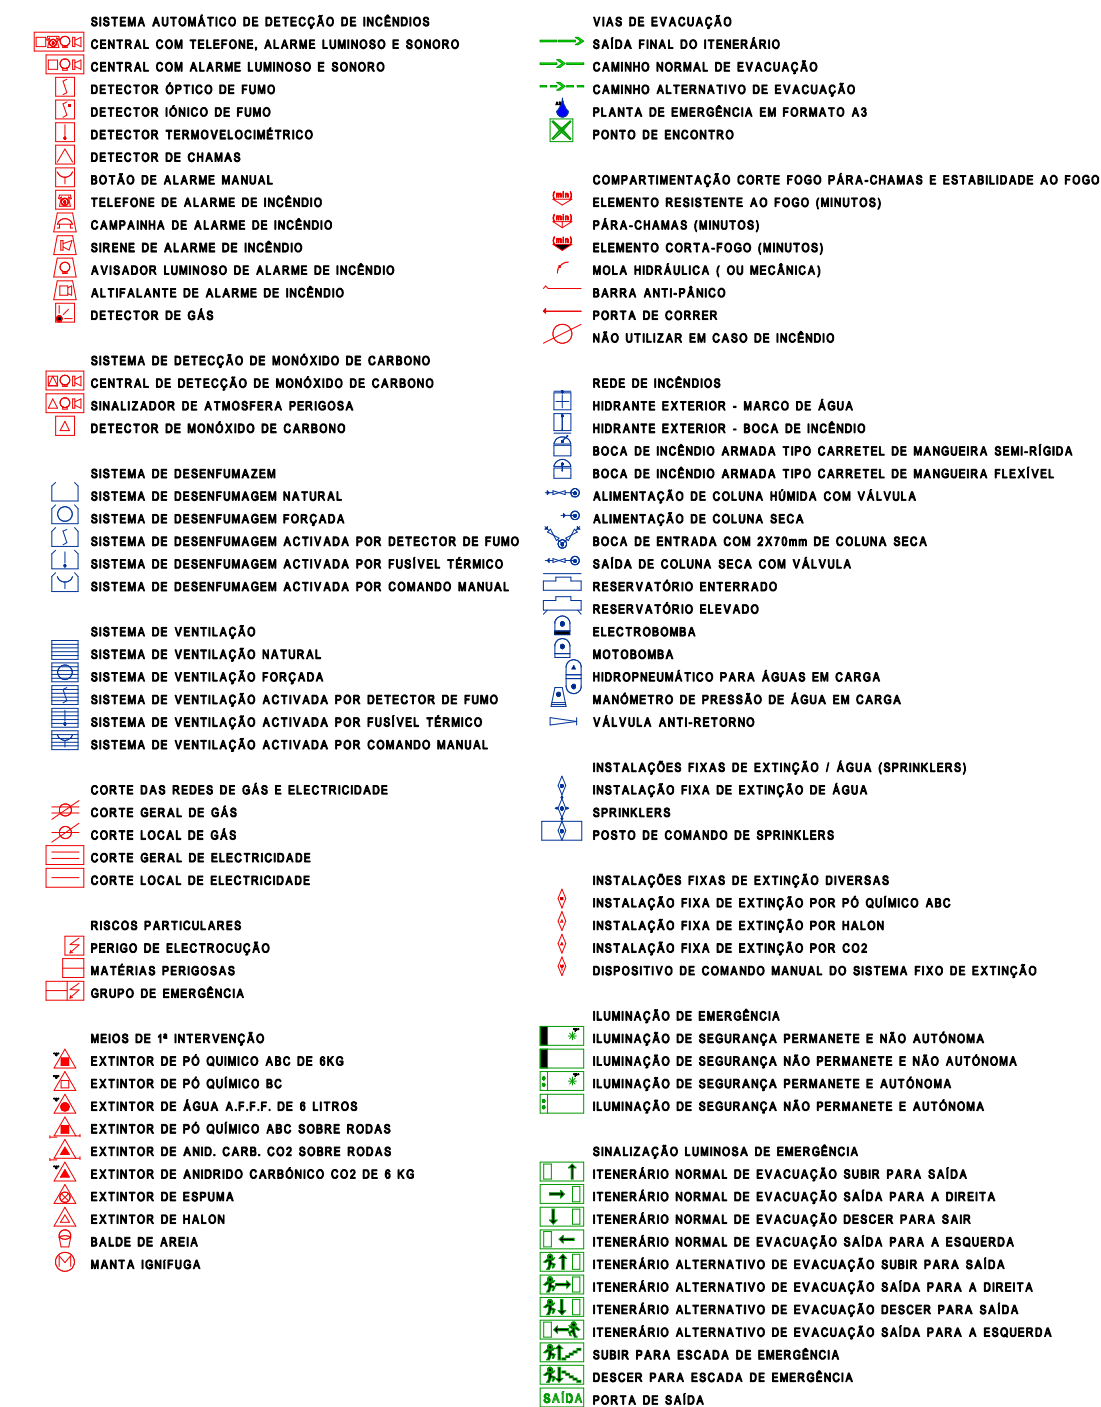 SISTEMA AUTOMÁTICO DE DETECÇÃO DE INCÊNDIOS
CENTRAL COM TELEFONE, ALARME LUMINOSO E SONORO
CENTRAL COM ALARME LUMINOSO E SONORO
DETECTOR ÓPTICO DE FUMO
DETECTOR IÓNICO DE FUMO
DETECTOR TERMOVELOCIMÉTRICO
DETECTOR DE CHAMAS
BOTÃO DE ALARME MANUAL
TELEFONE DE ALARME DE INCÊNDIO
CAMPAINHA DE ALARME DE INCÊNDIO
SIRENE DE ALARME DE INCÊNDIO
AVISADOR LUMINOSO DE ALARME DE INCÊNDIO
ALTIFALANTE DE ALARME DE INCÊNDIO
DETECTOR DE GÁS
SISTEMA DE DETECÇÃO DE MONÓXIDO DE CARBONO
CENTRAL DE DETECÇÃO DE MONÓXIDO DE CARBONO
SINALIZADOR DE ATMOSFERA PERIGOSA
DETECTOR DE MONÓXIDO DE CARBONO
SISTEMA DE DESENFUMAZEM
SISTEMA DE DESENFUMAGEM NATURAL
SISTEMA DE DESENFUMAGEM FORÇADA
SISTEMA DE DESENFUMAGEM ACTIVADA POR DETECTOR DE FUMO
SISTEMA DE DESENFUMAGEM ACTIVADA POR FUSÍVEL TÉRMICO
SISTEMA DE DESENFUMAGEM ACTIVADA POR COMANDO MANUAL
SISTEMA DE VENTILAÇÃO
SISTEMA DE VENTILAÇÃO NATURAL
SISTEMA DE VENTILAÇÃO FORÇADA
SISTEMA DE VENTILAÇÃO ACTIVADA POR DETECTOR DE FUMO
SISTEMA DE VENTILAÇÃO ACTIVADA POR FUSÍVEL TÉRMICO
SISTEMA DE VENTILAÇÃO ACTIVADA POR COMANDO MANUAL
CORTE DAS REDES DE GÁS E ELECTRICIDADE
CORTE GERAL DE GÁS
CORTE LOCAL DE GÁS
CORTE GERAL DE ELECTRICIDADE
CORTE LOCAL DE ELECTRICIDADE
RISCOS PARTICULARES
PERIGO DE ELECTROCUÇÃO
MATÉRIAS PERIGOSAS
GRUPO DE EMERGÊNCIA
MEIOS DE 1ª INTERVENÇÃO
EXTINTOR DE PÓ QUIMICO ABC DE 6KG
EXTINTOR DE PÓ QUÍMICO BC
EXTINTOR DE ÁGUA A.F.F.F. DE 6 LITROS
EXTINTOR DE PÓ QUÍMICO ABC SOBRE RODAS
EXTINTOR DE ANID. CARB. CO2 SOBRE RODAS
EXTINTOR DE ANIDRIDO CARBÓNICO CO2 DE 6 KG
EXTINTOR DE ESPUMA
EXTINTOR DE HALON
BALDE DE AREIA
M MANTA IGNIFUGA
VIAS DE EVACUAÇÃO
SAÍDA FINAL DO ITENERÁRIO
CAMINHO NORMAL DE EVACUAÇÃO
CAMINHO ALTERNATIVO DE EVACUAÇÃO
PLANTA DE EMERGÊNCIA EM FORMATO A3
PONTO DE ENCONTRO
COMPARTIMENTAÇÃO CORTE FOGO PÁRA-CHAMAS E ESTABILIDADE AO FOGO
(min) ELEMENTO RESISTENTE AO FOGO (MINUTOS)
(min) PÁRA-CHAMAS (MINUTOS)
(min) ELEMENTO CORTA-FOGO (MINUTOS)
MOLA HIDRÁULICA ( OU MECÂNICA)
BARRA ANTI-PÂNICO
PORTA DE CORRER
NÃO UTILIZAR EM CASO DE INCÊNDIO
REDE DE INCÊNDIOS
HIDRANTE EXTERIOR - MARCO DE ÁGUA
HIDRANTE EXTERIOR - BOCA DE INCÊNDIO
BOCA DE INCÊNDIO ARMADA TIPO CARRETEL DE MANGUEIRA SEMI-RÍGIDA
BOCA DE INCÊNDIO ARMADA TIPO CARRETEL DE MANGUEIRA FLEXÍVEL
ALIMENTAÇÃO DE COLUNA HÚMIDA COM VÁLVULA
ALIMENTAÇÃO DE COLUNA SECA
BOCA DE ENTRADA COM 2X70mm DE COLUNA SECA
SAÍDA DE COLUNA SECA COM VÁLVULA
RESERVATÓRIO ENTERRADO
RESERVATÓRIO ELEVADO
ELECTROBOMBA
MOTOBOMBA
HIDROPNEUMÁTICO PARA ÁGUAS EM CARGA
MANÓMETRO DE PRESSÃO DE ÁGUA EM CARGA
VÁLVULA ANTI-RETORNO
INSTALAÇÕES FIXAS DE EXTINÇÃO / ÁGUA (SPRINKLERS)
INSTALAÇÃO FIXA DE EXTINÇÃO DE ÁGUA
SPRINKLERS
POSTO DE COMANDO DE SPRINKLERS
INSTALAÇÕES FIXAS DE EXTINÇÃO DIVERSAS
INSTALAÇÃO FIXA DE EXTINÇÃO POR PÓ QUÍMICO ABC
INSTALAÇÃO FIXA DE EXTINÇÃO POR HALON
INSTALAÇÃO FIXA DE EXTINÇÃO POR CO2
DISPOSITIVO DE COMANDO MANUAL DO SISTEMA FIXO DE EXTINÇÃO
ILUMINAÇÃO DE EMERGÊNCIA
ILUMINAÇÃO DE SEGURANÇA PERMANETE E NÃO AUTÓNOMA
ILUMINAÇÃO DE SEGURANÇA NÃO PERMANETE E NÃO AUTÓNOMA
ILUMINAÇÃO DE SEGURANÇA PERMANETE E AUTÓNOMA
ILUMINAÇÃO DE SEGURANÇA NÃO PERMANETE E AUTÓNOMA
SINALIZAÇÃO LUMINOSA DE EMERGÊNCIA
ITENERÁRIO NORMAL DE EVACUAÇÃO SUBIR PARA SAÍDA
ITENERÁRIO NORMAL DE EVACUAÇÃO SAÍDA PARA A DIREITA
ITENERÁRIO NORMAL DE EVACUAÇÃO DESCER PARA SAIR
ITENERÁRIO NORMAL DE EVACUAÇÃO SAÍDA PARA A ESQUERDA
ITENERÁRIO ALTERNATIVO DE EVACUAÇÃO SUBIR PARA SAÍDA
ITENERÁRIO ALTERNATIVO DE EVACUAÇÃO SAÍDA PARA A DIREITA
ITENERÁRIO ALTERNATIVO DE EVACUAÇÃO DESCER PARA SAÍDA
ITENERÁRIO ALTERNATIVO DE EVACUAÇÃO SAÍDA PARA A ESQUERDA
SUBIR PARA ESCADA DE EMERGÊNCIA
DESCER PARA ESCADA DE EMERGÊNCIA
SAÍDA PORTA DE SAÍDA